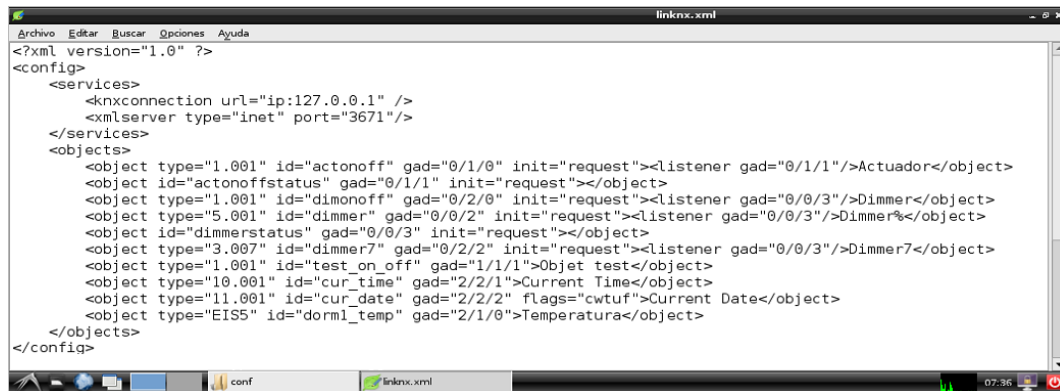 linknx.xml
Archivo Editar Buscar Opciones Ayuda
<?xml version="1.0" ?>
<config>
    <services>
        <knxconnection url="ip:127.0.0.1" />
        <xmlserver type="inet" port="3671"/>
    </services>
    <objects>
        <object type="1.001" id="actonoff" gad="0/1/0" init="request"><listener gad="0/1/1"/>Actuador</object>
        <object id="actonoffstatus" gad="0/1/1" init="request"></object>
        <object type="1.001" id="dimonoff" gad="0/2/0" init="request"><listener gad="0/0/3"/>Dimmer</object>
        <object type="5.001" id="dimmer" gad="0/0/2" init="request"><listener gad="0/0/3"/>Dimmer%</object>
        <object id="dimmerstatus" gad="0/0/3" init="request"></object>
        <object type="3.007" id="dimmer7" gad="0/2/2" init="request"><listener gad="0/0/3"/>Dimmer7</object>
        <object type="1.001" id="test_on_off" gad="1/1/1">Objet test</object>
        <object type="10.001" id="cur_time" gad="2/2/1">Current Time</object>
        <object type="11.001" id="cur_date" gad="2/2/2" flags="cwtuf">Current Date</object>
        <object type="EIS5" id="dorm1_temp" gad="2/1/0">Temperatura</object>
    </objects>
</config>
conf linknx.xml 07:36